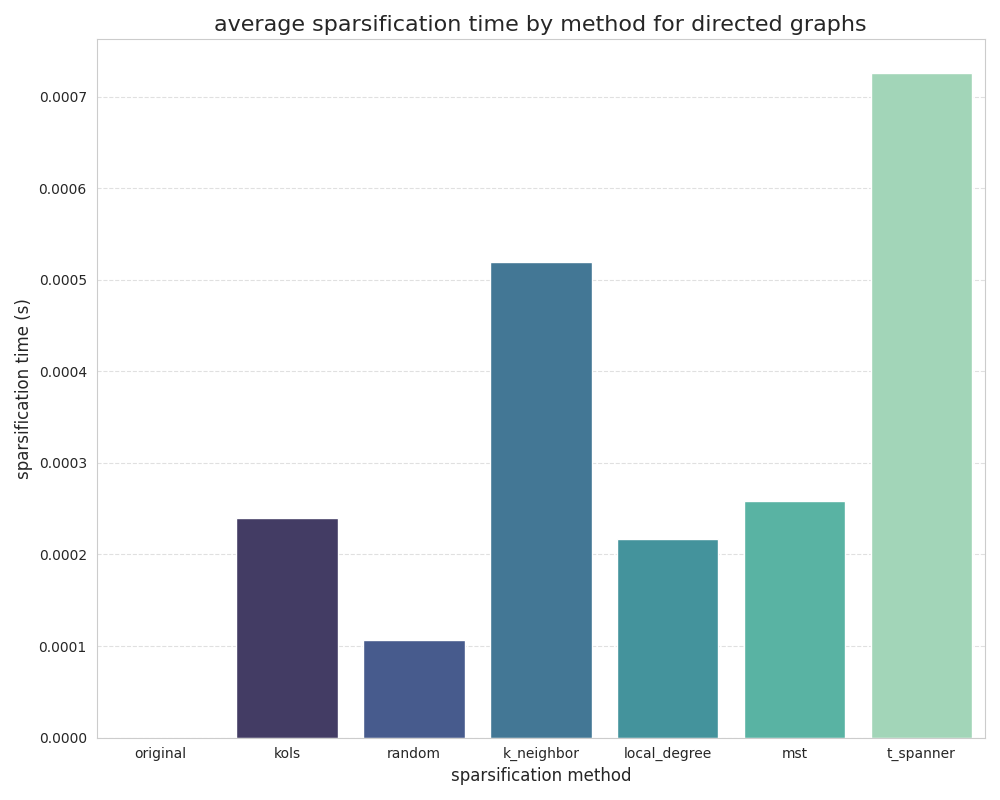 average sparsification time by method for directed graphs
0.0007
0.0006
0.0005
0.0004
0.0003
0.0002
0.0001
0.0000
sparsification time (s)
original kols random k_neighbor local_degree mst t_spanner
sparsification method